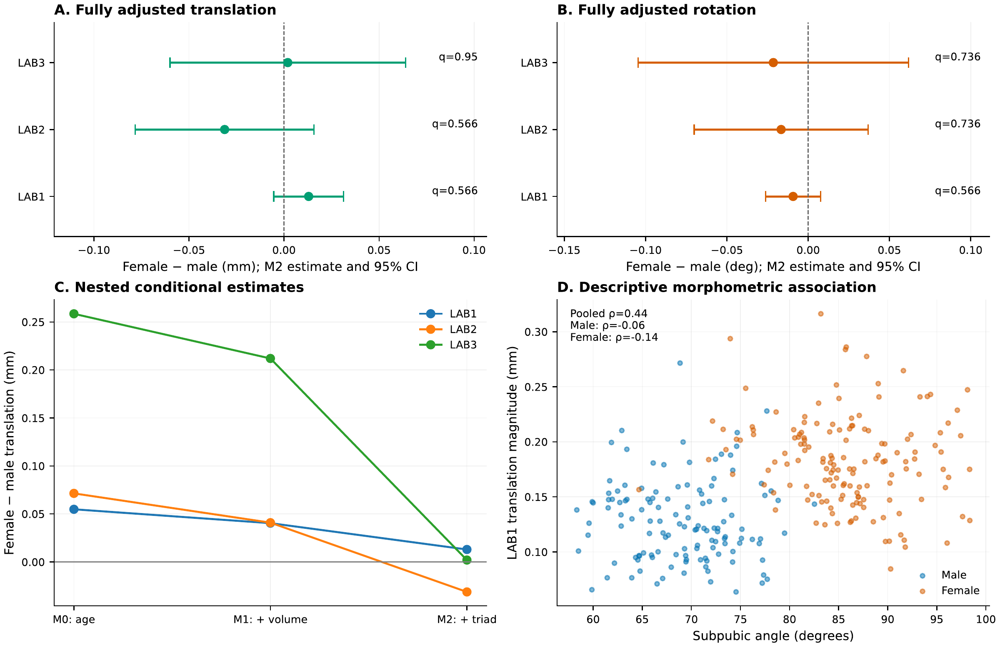 A. Fully adjusted translation
LAB3
LAB2
LAB1
q=0.95
q=0.566
q=0.566
−0.10
−0.05
0.00
0.05
0.10
Female − male (mm); M2 estimate and 95% CI
B. Fully adjusted rotation
LAB3
LAB2
LAB1
q=0.736
q=0.736
q=0.566
−0.15
−0.10
−0.05
0.00
0.05
0.10
Female − male (deg); M2 estimate and 95% CI
C. Nested conditional estimates
Female − male translation (mm)
0.25
0.20
0.15
0.10
0.05
0.00
LAB1
LAB2
LAB3
M0: age
M1: + volume
M2: + triad
D. Descriptive morphometric association
LAB1 translation magnitude (mm)
0.30
0.25
0.20
0.15
0.10
Pooled ρ=0.44
Male: ρ=-0.06
Female: ρ=-0.14
Male
Female
60
65
70
75
80
85
90
95
100
Subpubic angle (degrees)